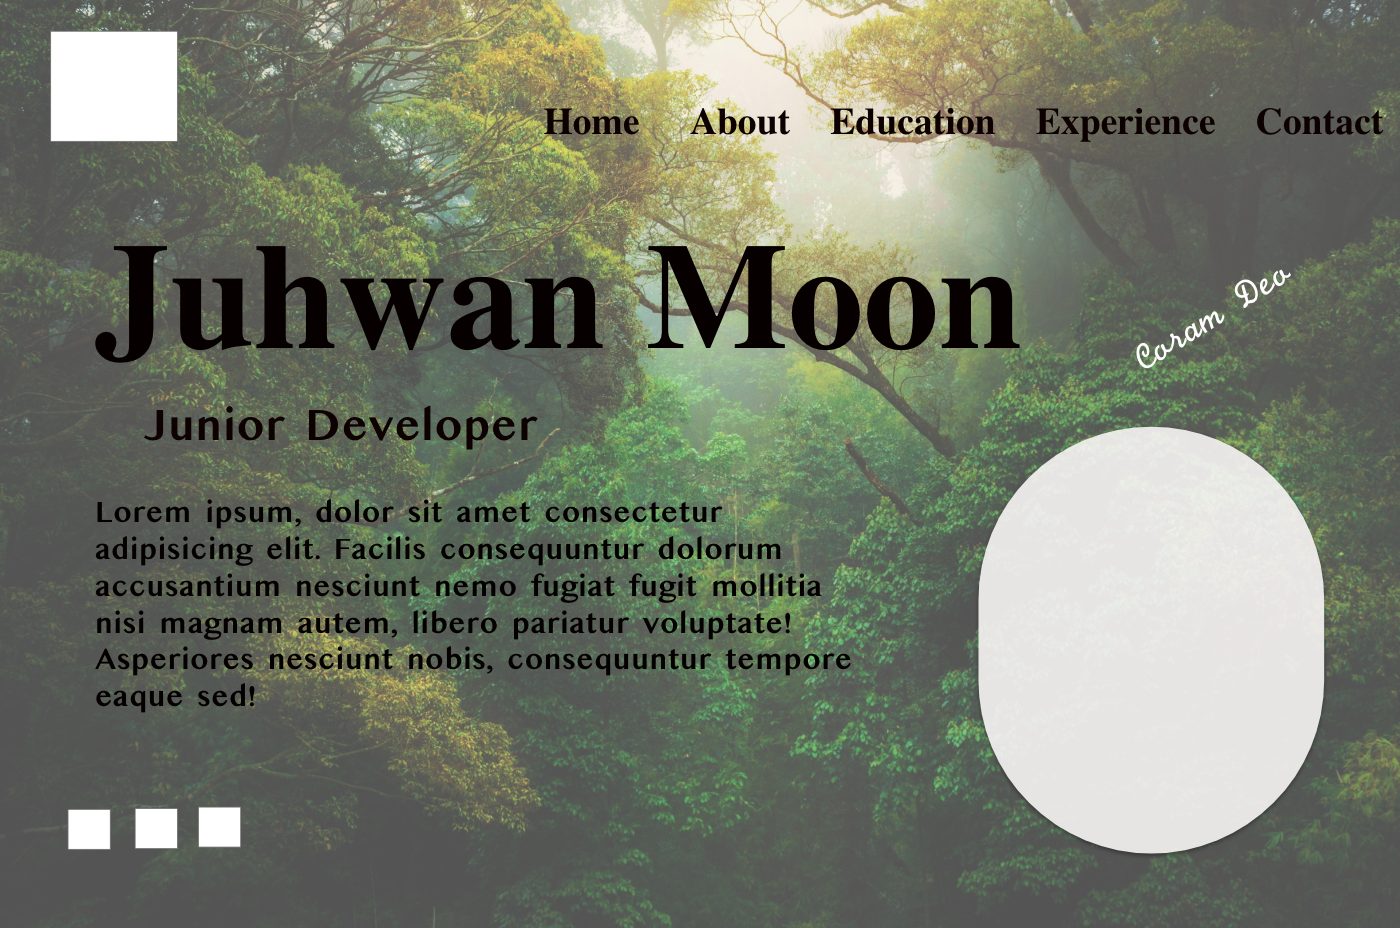 Home About Education Experience Contact
Juhwan Moon
Coram Deo
Junior Developer
Lorem ipsum, dolor sit amet consectetur
adipisicing elit. Facilis consequuntur dolorum
accusantium nesciunt nemo fugiat fugit mollitia
nisi magnam autem, libero pariatur voluptate!
Asperiores nesciunt nobis, consequuntur tempore
eaque sed!